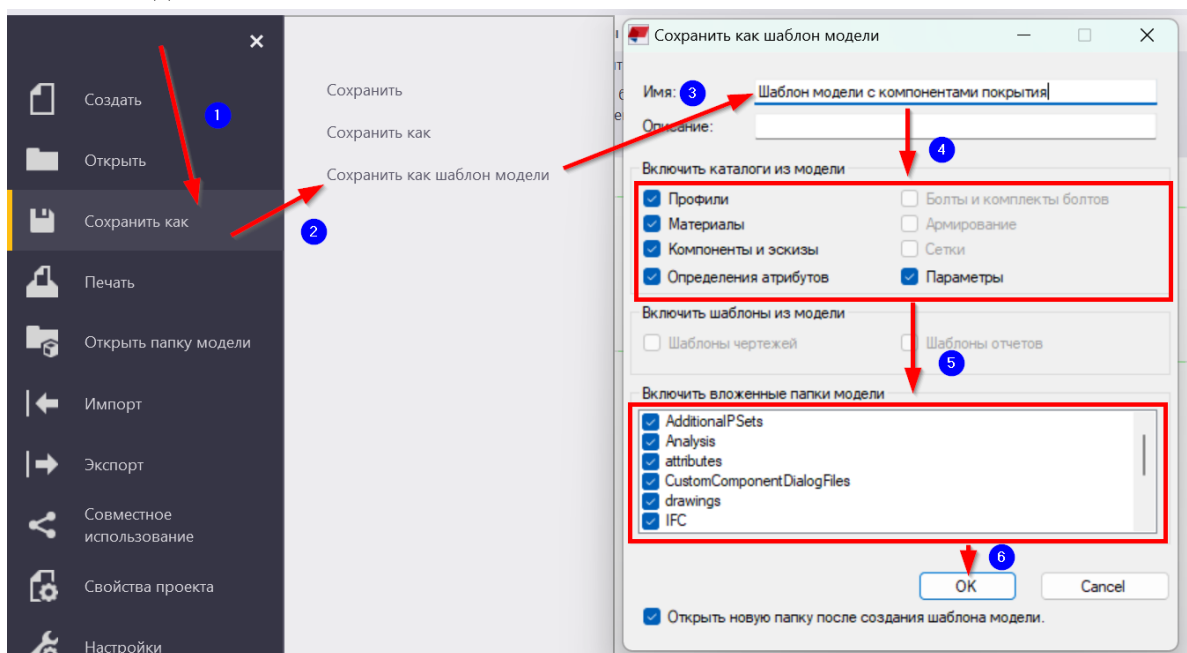 Создать
Открыть
Сохранить как
Печать
Открыть папку модели
Импорт
Экспорт
Совместное
использование
Свойства проекта
Настройки
1
Сохранить
Сохранить как
Сохранить как шаблон модели
2
Сохранить как шаблон модели
Имя: 3 Шаблон модели с компонентами покрытия
Описание:
4
Включить каталоги из модели
Профили Болты и комплекты болтов
Материалы Армирование
Компоненты и эскизы Сетки
Определения атрибутов Параметры
Включить шаблоны из модели
Шаблоны чертежей Шаблоны отчетов
5
Включить вложенные папки модели
AdditionalPSets
Analysis
attributes
CustomComponentDialogFiles
drawings
IFC
6
OK Cancel
Открыть новую папку после создания шаблона модели.